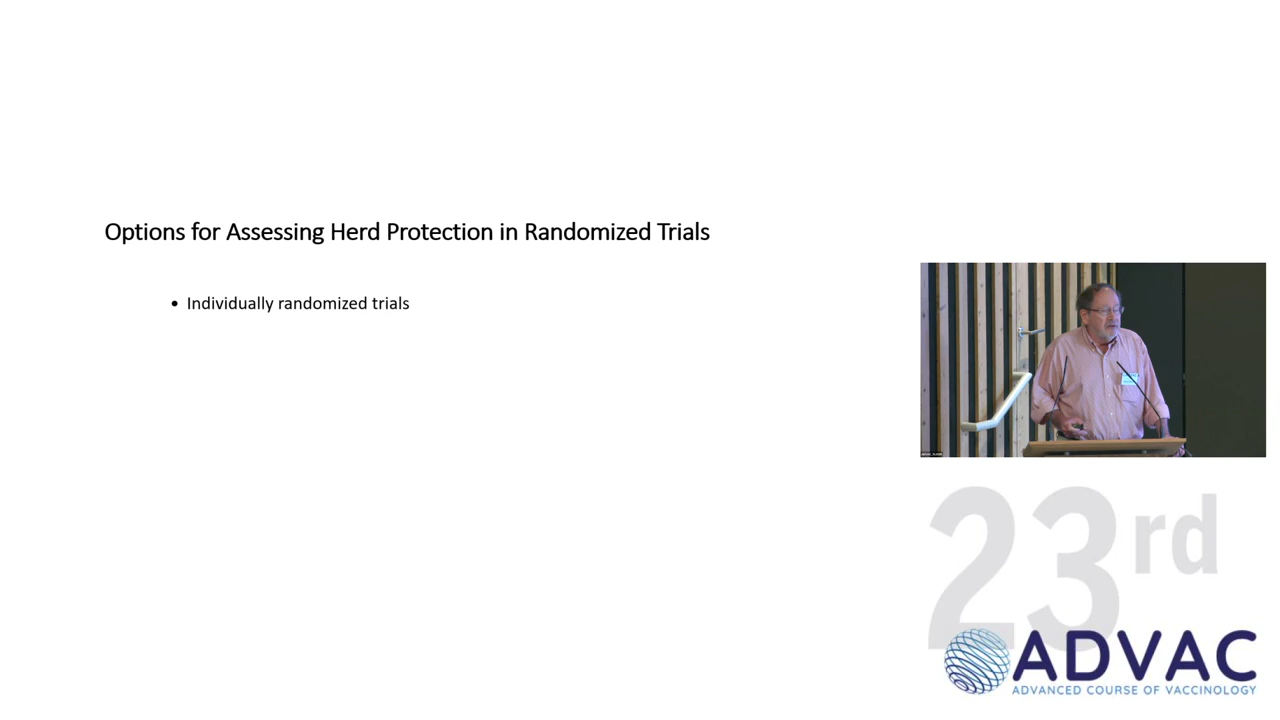 Options for Assessing Herd Protection in Randomized Trials
• Individually randomized trials
23rd
ADVAC
ADVANCED COURSE OF VACCINOLOGY